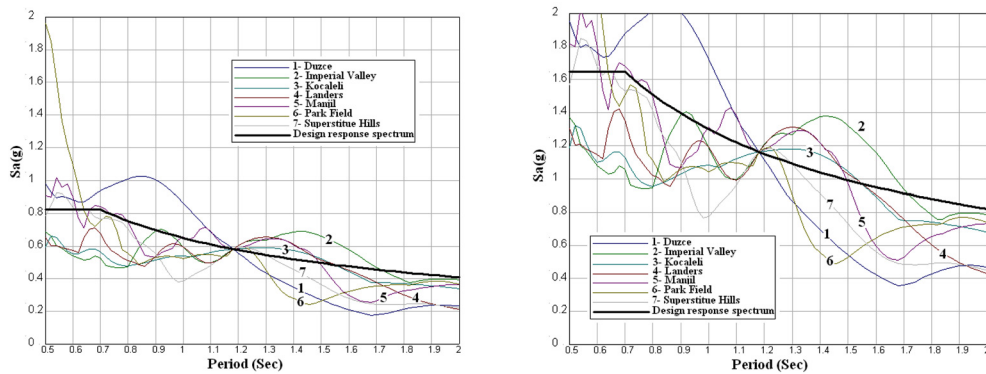 2
1.8
1.6
1.4
1.2
1
0.8
0.6
0.4
0.2
0
Sa(g)
1- Duzce
2- Imperial Valley
3- Kocaleli
4- Landers
5- Manjil
6- Park Field
7- Superstitue Hills
Design response spectrum
2
3
7
1
6
5
4
0.5 0.6 0.7 0.8 0.9 1 1.1 1.2 1.3 1.4 1.5 1.6 1.7 1.8 1.9 2
Period (Sec)
2
1.8
1.6
1.4
1.2
1
0.8
0.6
0.4
0.2
0
Sa(g)
2
3
7
1
5
6
4
1- Duzce
2- Imperial Valley
3- Kocaleli
4- Landers
5- Manjil
6- Park Field
7- Superstitue Hills
Design response spectrum
0.5 0.6 0.7 0.8 0.9 1 1.1 1.2 1.3 1.4 1.5 1.6 1.7 1.8 1.9 2
Period (Sec)